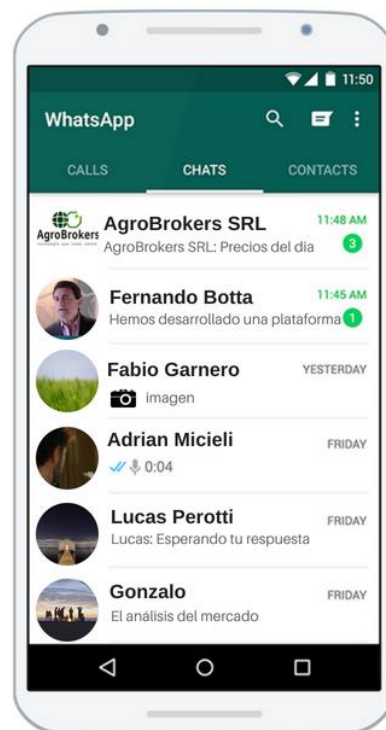 11:50
WhatsApp
CALLS CHATS CONTACTS
AgroBrokers
AgroBrokers SRL 11:48 AM
AgroBrokers SRL: Precios del dia 3
Fernando Botta 11:45 AM
Hemos desarrollado una plataforma 1
Fabio Garnero YESTERDAY
imagen
Adrian Micieli FRIDAY
0:04
Lucas Perotti FRIDAY
Lucas: Esperando tu respuesta
Gonzalo FRIDAY
El análisis del mercado